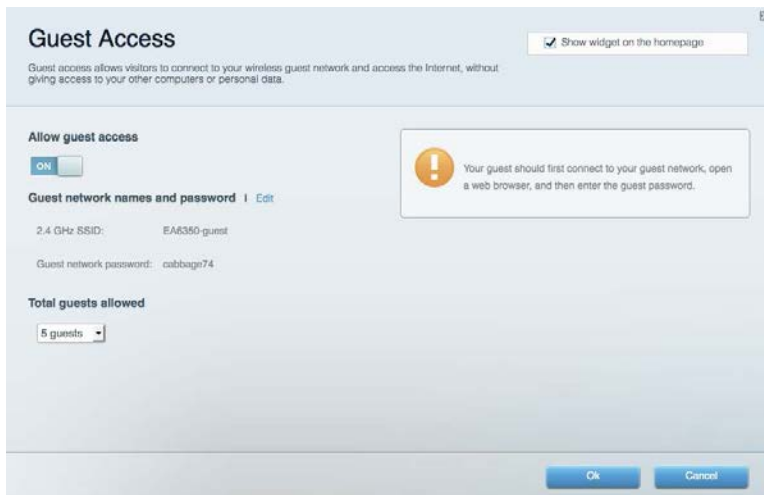 Guest Access
Show widget on the homepage
Guest access allows visitors to connect to your wireless guest network and access the Internet, without
giving access to your other computers or personal data.
Allow guest access
ON
Your guest should first connect to your guest network, open
a web browser, and then enter the guest password.
Guest network names and password | Edit
2.4 GHz SSID: EA6350-guest
Guest network password: cabbage74
Total guests allowed
5 guests
Ok Cancel